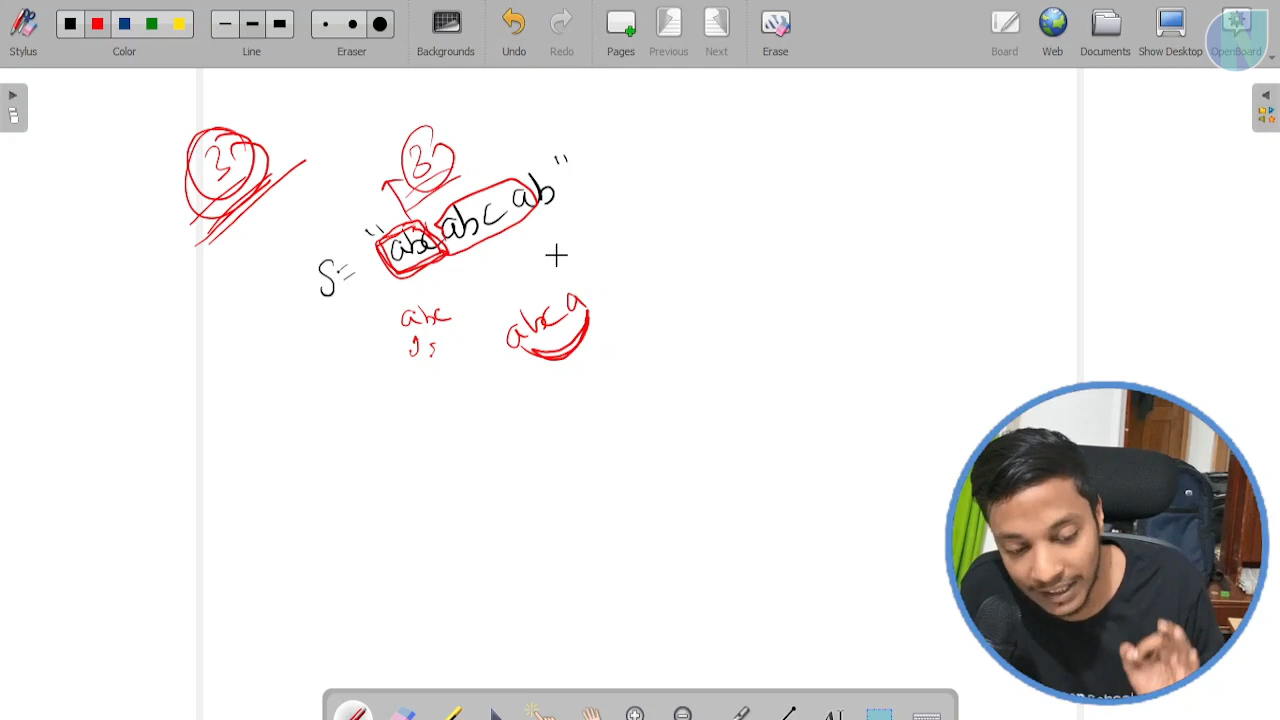 Stylus
Color
Line
Eraser
Backgrounds
Undo
Redo
Pages
Previous
Next
Erase
Board
Web
Documents
Show Desktop
OpenBoard
3
3
S= "abcabcab"
abc
abca